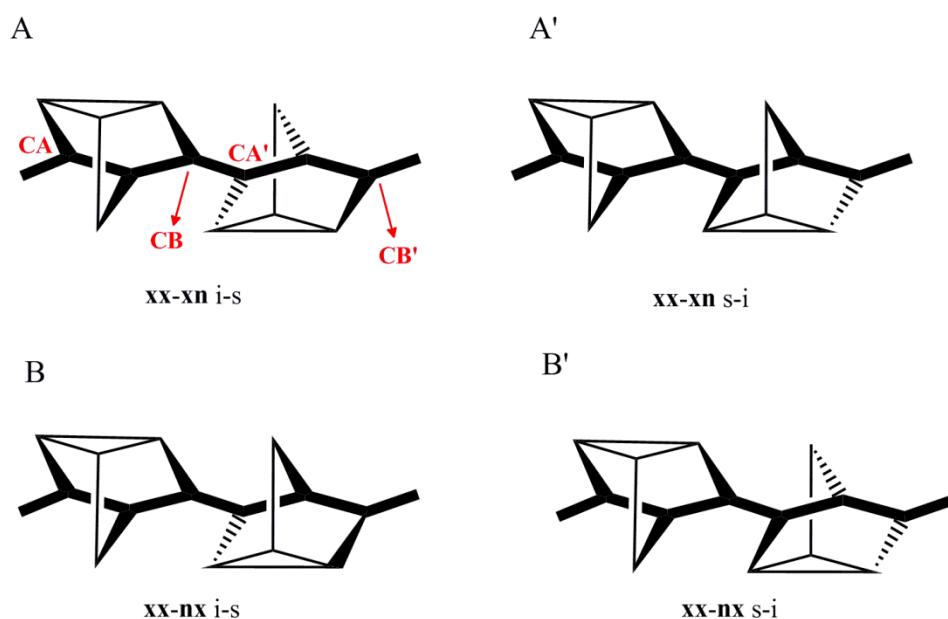 A
A'
CA
CA'
CB
CB'
xx-xn i-s
xx-xn s-i
B
B'
xx-nx i-s
xx-nx s-i